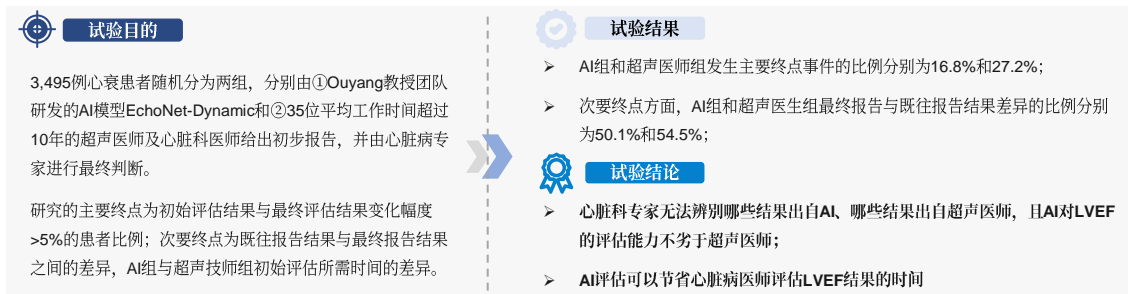 试验目的
3,495例心衰患者随机分为两组，分别由①Ouyang教授团队
研发的AI模型EchoNet-Dynamic和②35位平均工作时间超过
10年的超声医师及心脏科医师给出初步报告，并由心脏病专
家进行最终判断。
研究的主要终点为初始评估结果与最终评估结果变化幅度
>5%的患者比例；次要终点为既往报告结果与最终报告结果
之间的差异，AI组与超声技师组初始评估所需时间的差异。
试验结果
➢ AI组和超声医师组发生主要终点事件的比例分别为16.8%和27.2%；
➢ 次要终点方面，AI组和超声医生组最终报告与既往报告结果差异的比例分别
为50.1%和54.5%；
试验结论
➢ 心脏科专家无法辨别哪些结果出自AI、哪些结果出自超声医师，且AI对LVEF
的评估能力不劣于超声医师；
➢ AI评估可以节省心脏病医师评估LVEF结果的时间